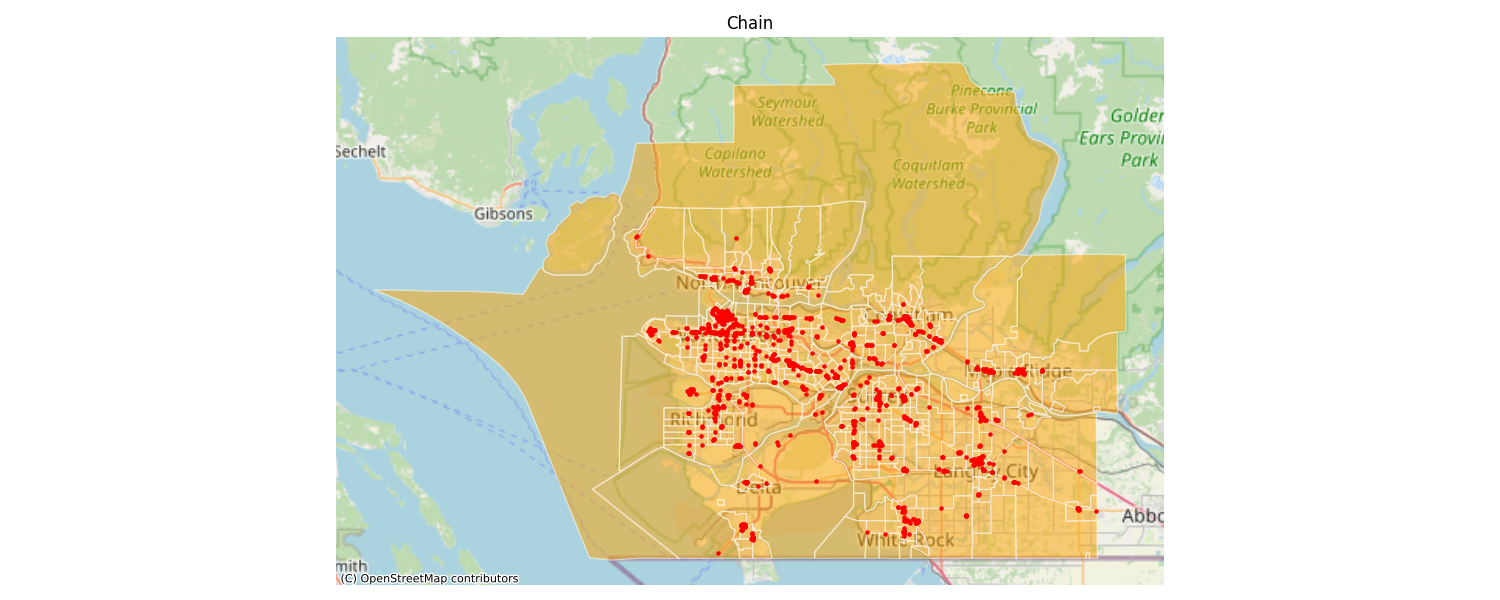 Chain
Pinecone
Burke Provincial
Park
Seymour
Watershed
Golden
Ears Provin
Park
Sechelt
Capilano
Watershed
Coquitlam
Watershed
Gibsons
North Vancouver
Coquitlam
Maple Ridge
Surrey
Richmond
Langley City
Delta
Abbo
White Rock
mith
(C) OpenStreetMap contributors